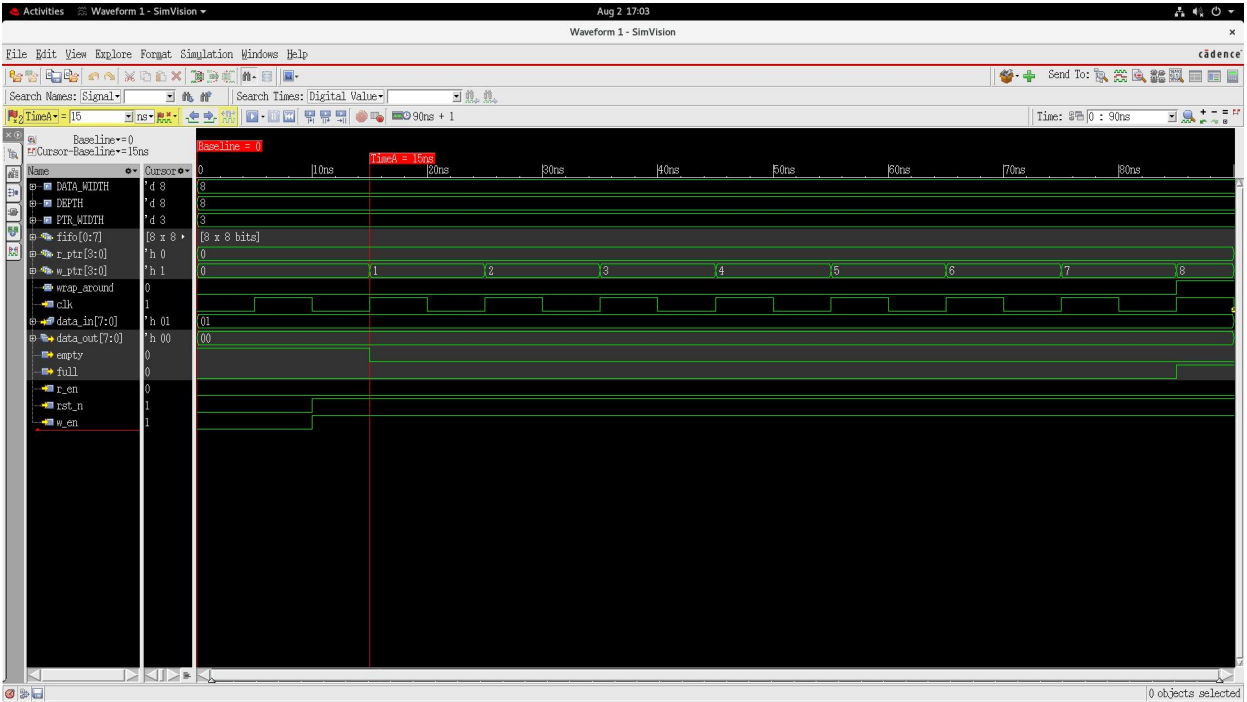 Activities Waveform 1 - SimVision Aug 2 17:03
Waveform 1 - SimVision ×
File Edit View Explore Format Simulation Windows Help cādence
Send To:
Search Names: Signal Search Times: Digital Value
TimeA = 15 ns 90ns + 1 Time: 0 : 90ns
Baseline = 0
Cursor-Baseline = 15ns
Baseline = 0
TimeA = 15ns
Name Cursor 0 10ns 20ns 30ns 40ns 50ns 60ns 70ns 80ns
DATA_WIDTH 'd 8 8
DEPTH 'd 8 8
PTR_WIDTH 'd 3 3
fifo[0:7] [8 x 8 [8 x 8 bits]
r_ptr[3:0] 'h 0 0
w_ptr[3:0] 'h 1 0 1 2 3 4 5 6 7 8
wrap_around 0
clk 1
data_in[7:0] 'h 01 01
data_out[7:0] 'h 00 00
empty 0
full 0
r_en 0
rst_n 1
w_en 1
0 objects selected